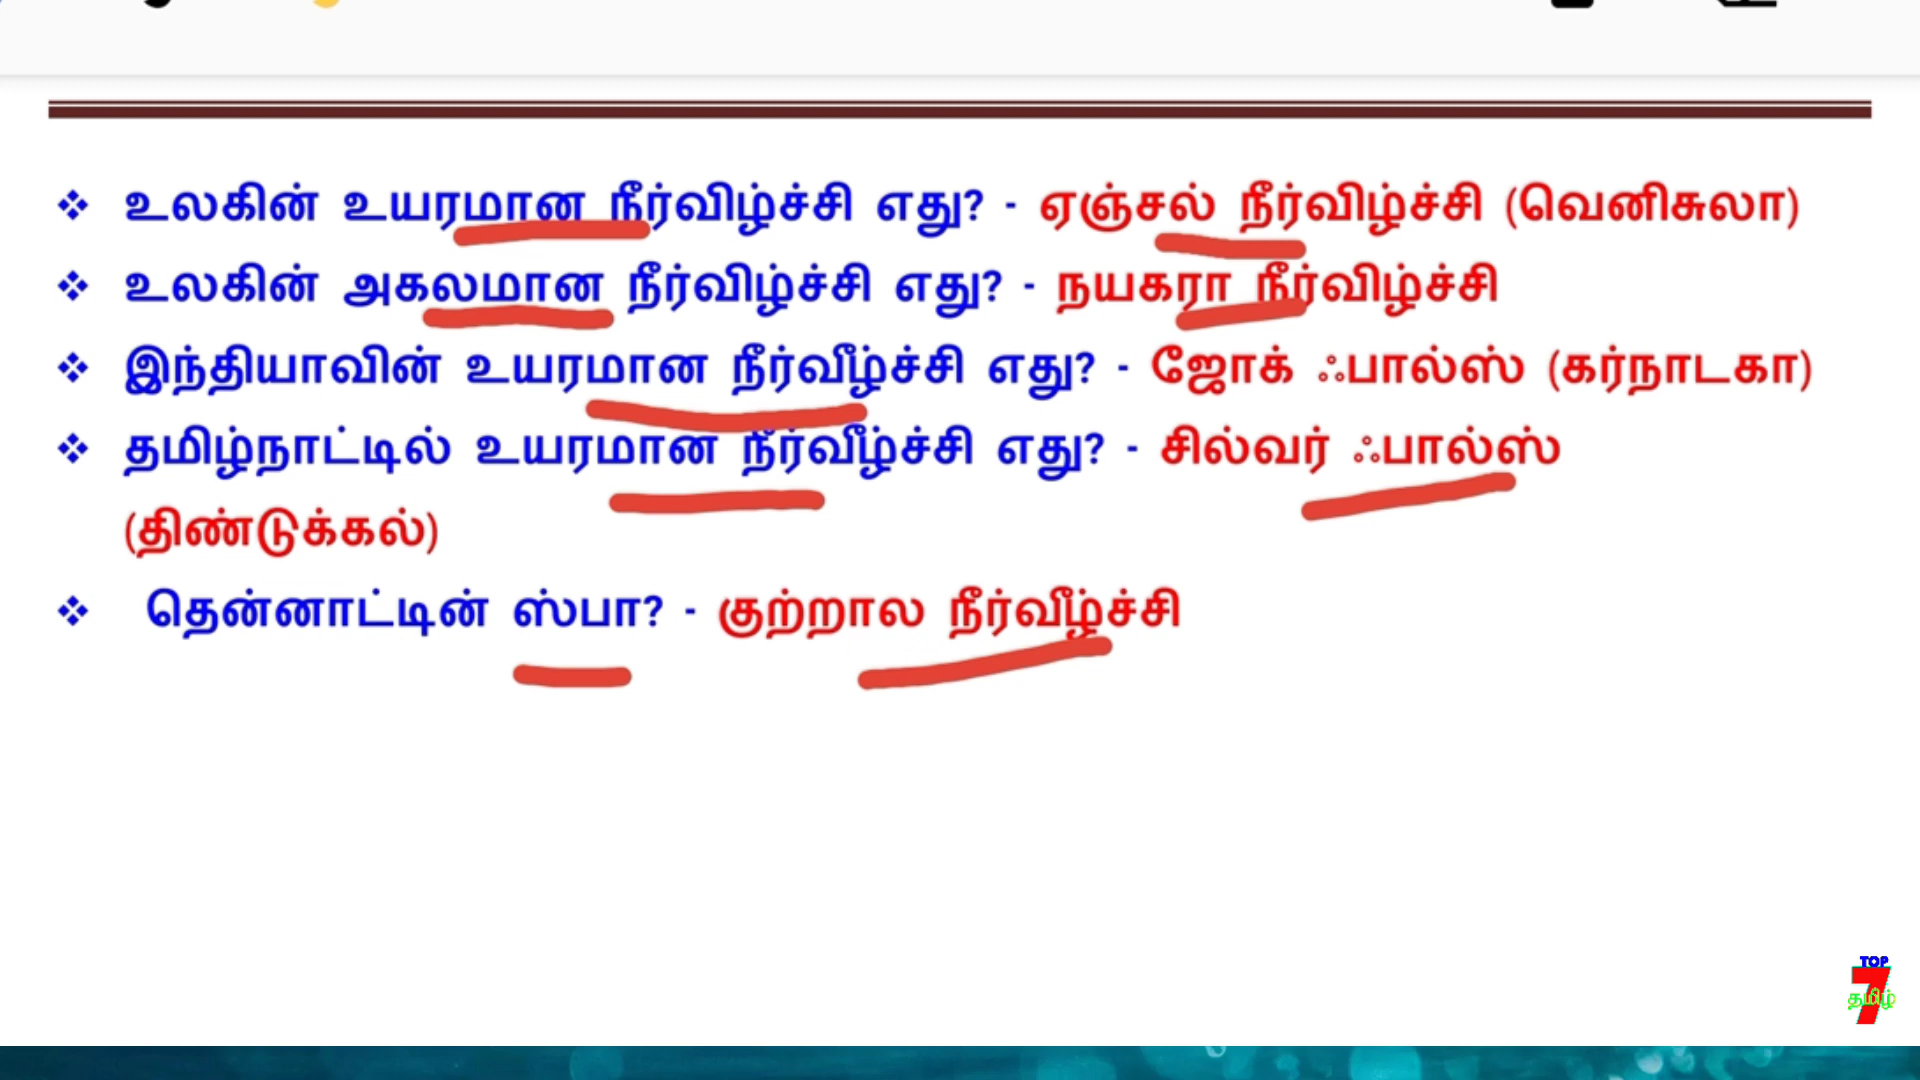 ❖ உலகின் உயரமான நீர்விழ்ச்சி எது? - ஏஞ்சல் நீர்விழ்ச்சி (வெனிசுலா)
❖ உலகின் அகலமான நீர்விழ்ச்சி எது? - நயகரா நீர்விழ்ச்சி
❖ இந்தியாவின் உயரமான நீர்வீழ்ச்சி எது? - ஜோக் ஃபால்ஸ் (கர்நாடகா)
❖ தமிழ்நாட்டில் உயரமான நீர்வீழ்ச்சி எது? - சில்வர் ஃபால்ஸ்
(திண்டுக்கல்)
❖ தென்னாட்டின் ஸ்பா? - குற்றால நீர்வீழ்ச்சி
TOP
7
தமிழ்